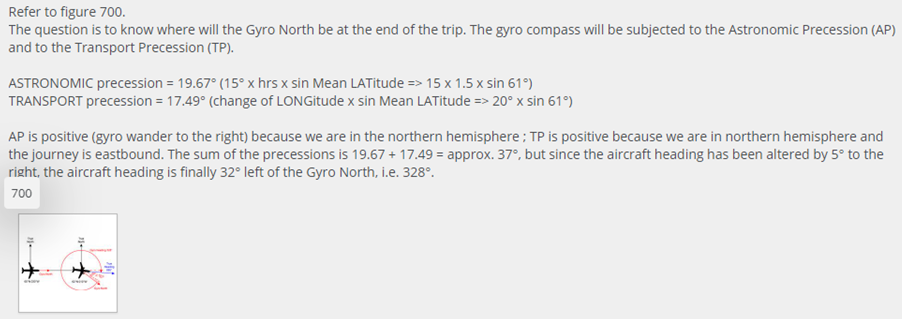 Refer to figure 700.
The question is to know where will the Gyro North be at the end of the trip. The gyro compass will be subjected to the Astronomic Precession (AP)
and to the Transport Precession (TP).
ASTRONOMIC precession = 19.67° (15° x hrs x sin Mean LATitude => 15 x 1.5 x sin 61°)
TRANSPORT precession = 17.49° (change of LONGitude x sin Mean LATitude => 20° x sin 61°)
AP is positive (gyro wander to the right) because we are in the northern hemisphere ; TP is positive because we are in northern hemisphere and
the journey is eastbound. The sum of the precessions is 19.67 + 17.49 = approx. 37°, but since the aircraft heading has been altered by 5° to the
right, the aircraft heading is finally 32° left of the Gyro North, i.e. 328°.
700